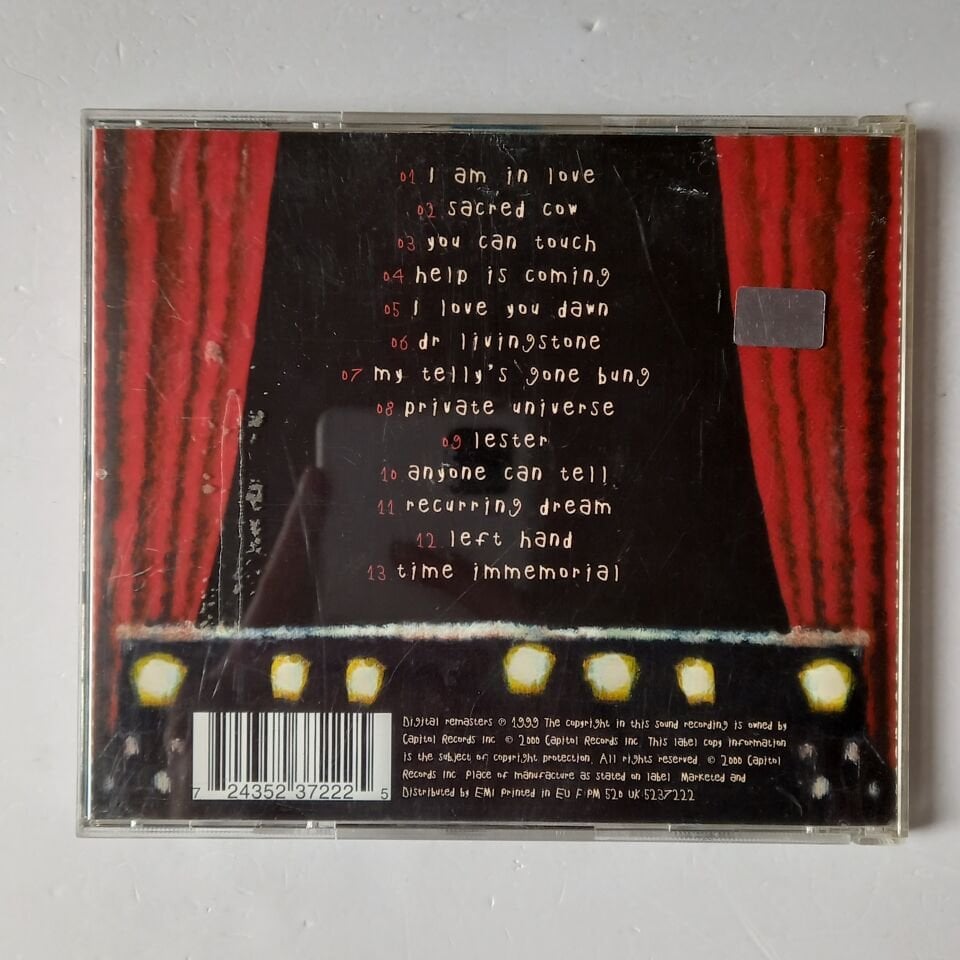 01 I am in love
02 sacred cow
03 you can touch
04 help is coming
05 I love you dawn
06 dr livingstone
07 my telly's gone bung
08 private universe
09 lester
10 anyone can tell
11 recurring dream
12 left hand
13 time immemorial
Digital remasters ℗ 1999 The copyright in this sound recording is owned by
Capitol Records Inc © 2000 Capitol Records Inc This label copy information
is the subject of copyright protection. All rights reserved © 2000 Capitol
Records Inc Place of manufacture as stated on label Marketed and
Distributed by EMI Printed in EU F:PM 520 UK:5237222
7 24352 37222 5